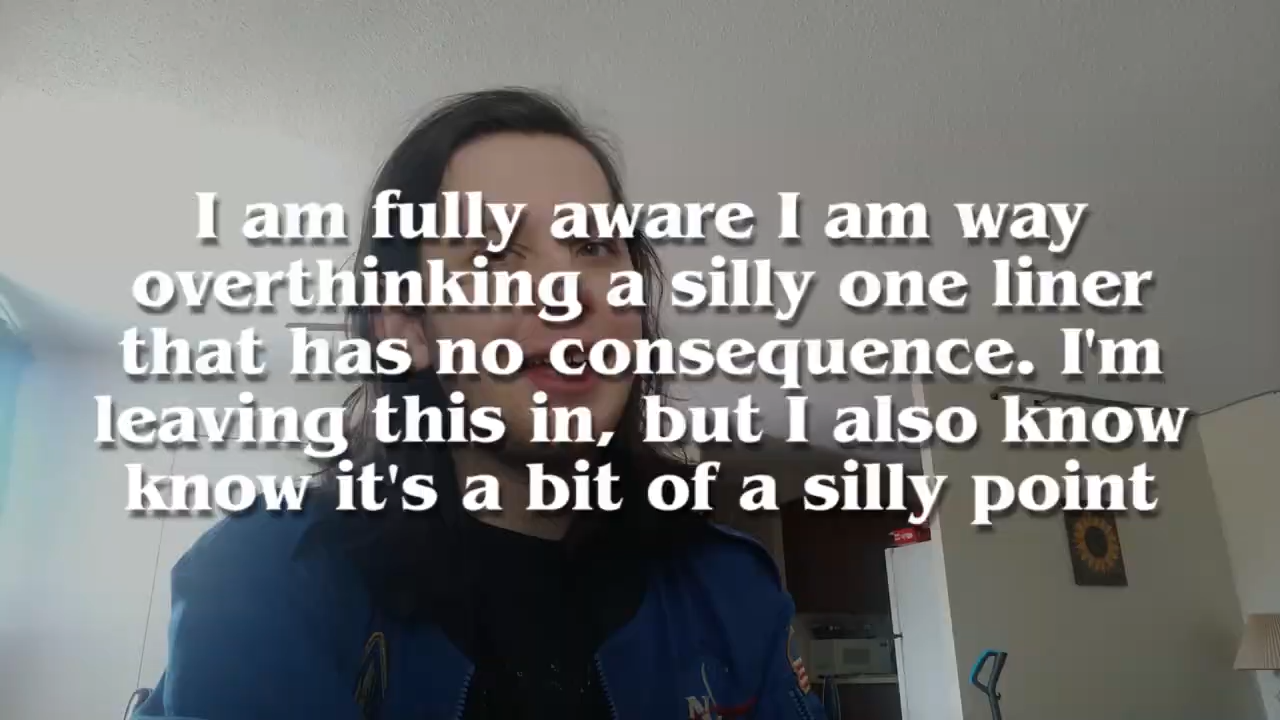 I am fully aware I am way
overthinking a silly one liner
that has no consequence. I'm
leaving this in, but I also know
know it's a bit of a silly point